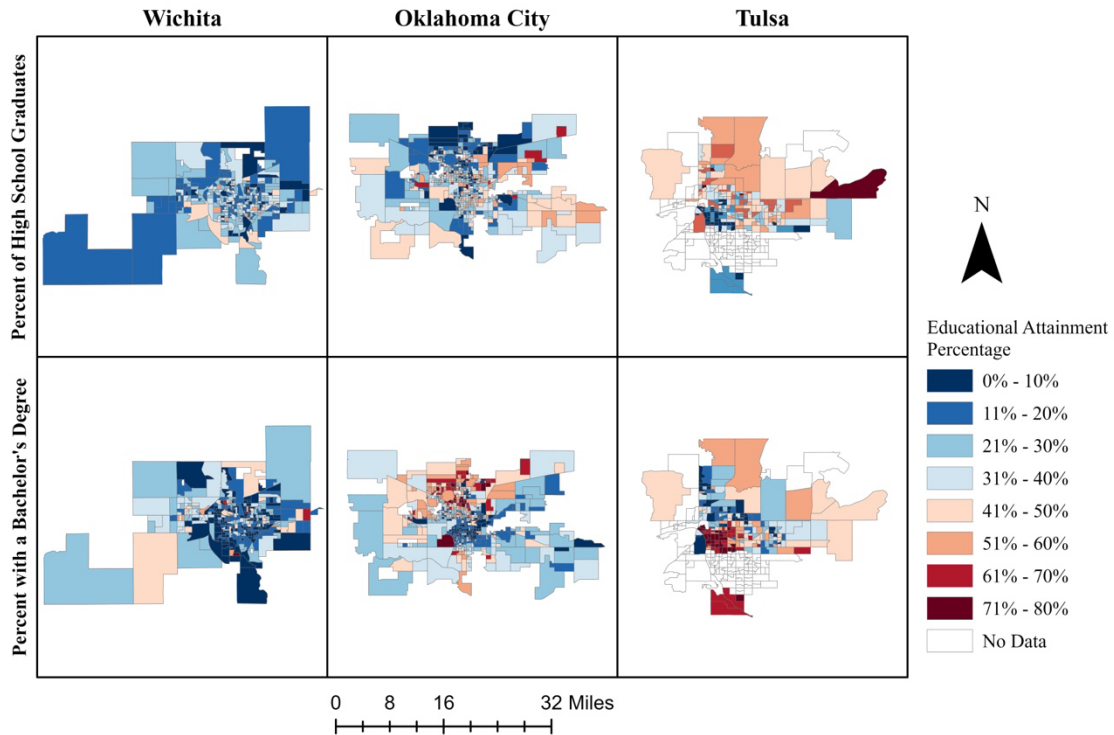 Wichita
Oklahoma City
Tulsa
Percent of High School Graduates
Percent with a Bachelor's Degree
N
Educational Attainment
Percentage
0% - 10%
11% - 20%
21% - 30%
31% - 40%
41% - 50%
51% - 60%
61% - 70%
71% - 80%
No Data
0 8 16 32 Miles